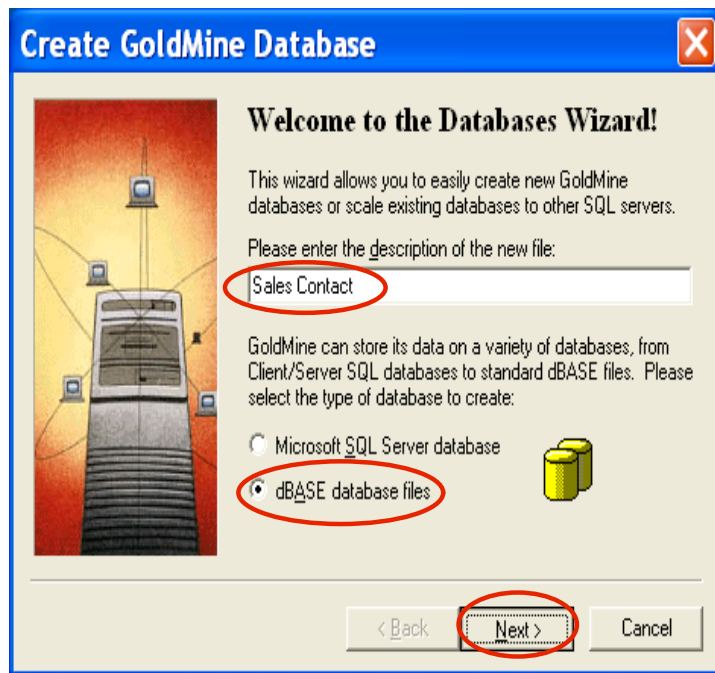 Create GoldMine Database
Welcome to the Databases Wizard!
This wizard allows you to easily create new GoldMine
databases or scale existing databases to other SQL servers.
Please enter the description of the new file:
Sales Contact
GoldMine can store its data on a variety of databases, from
Client/Server SQL databases to standard dBASE files. Please
select the type of database to create:
Microsoft SQL Server database
dBASE database files
< Back Next > Cancel